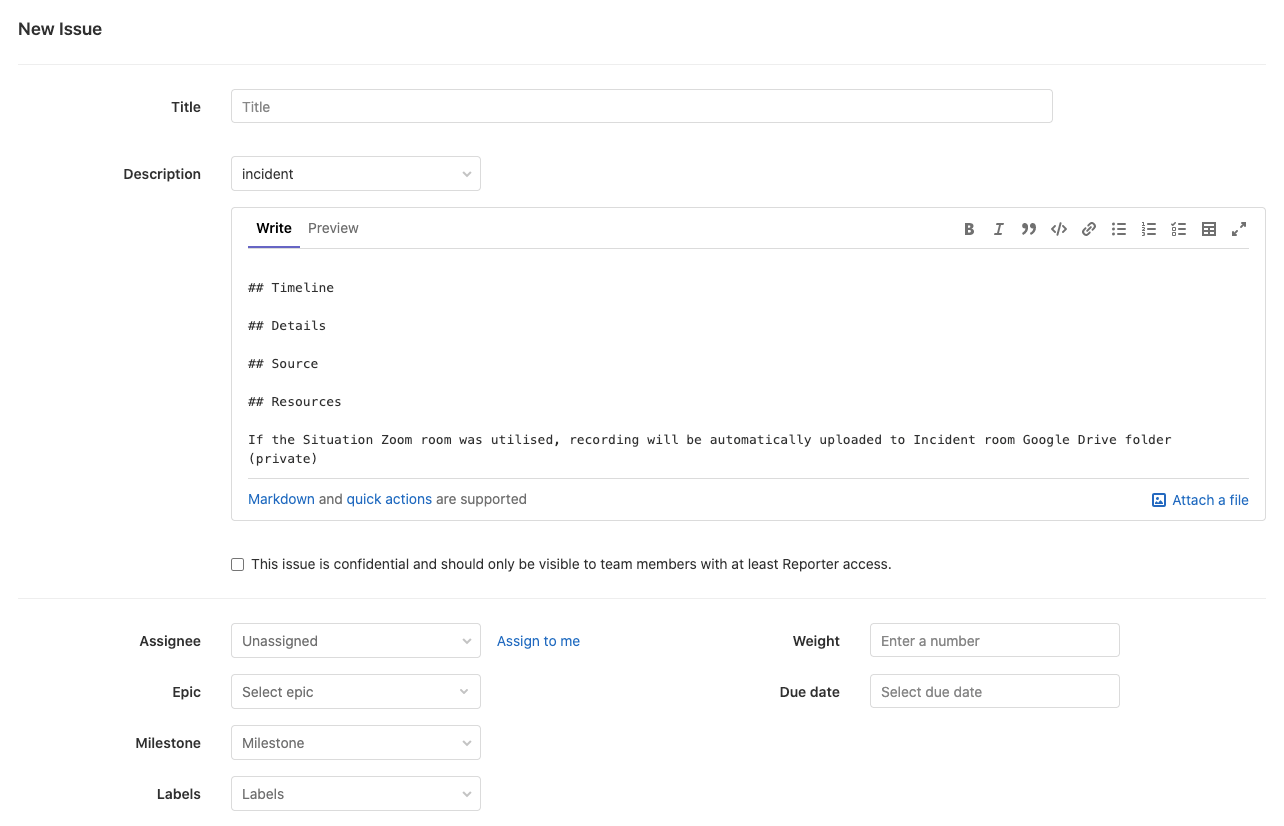 New Issue
Title
Title
Description
incident
Write Preview
## Timeline
## Details
## Source
## Resources
If the Situation Zoom room was utilised, recording will be automatically uploaded to Incident room Google Drive folder
(private)
Markdown and quick actions are supported
Attach a file
This issue is confidential and should only be visible to team members with at least Reporter access.
Assignee
Unassigned
Assign to me
Weight
Enter a number
Epic
Select epic
Due date
Select due date
Milestone
Milestone
Labels
Labels